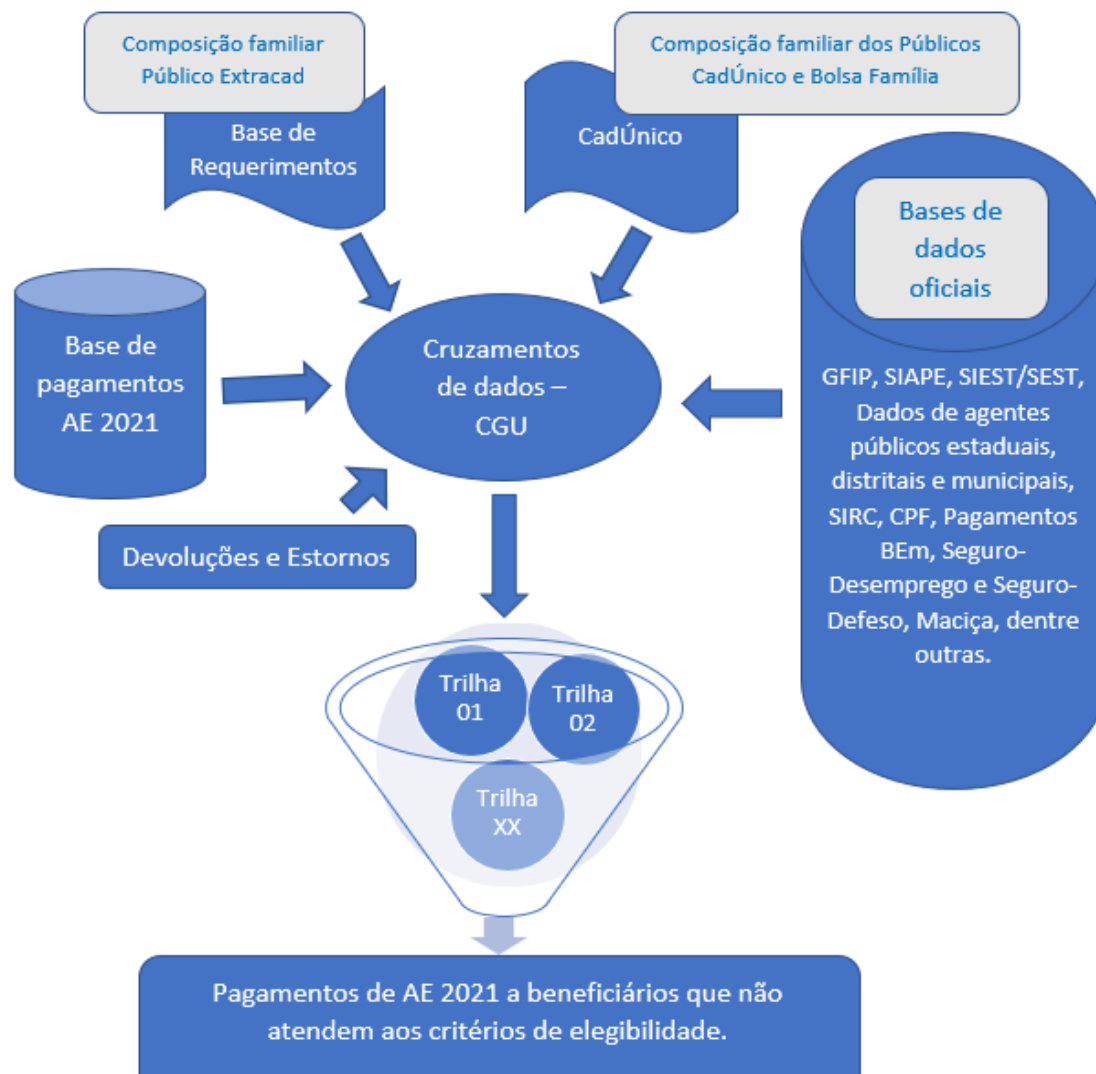 Composição familiar
Público Extracad
Composição familiar dos Públicos
CadÚnico e Bolsa Família
Base de
Requerimentos
CadÚnico
Bases de
dados
oficiais
Base de
pagamentos
AE 2021
Cruzamentos
de dados –
CGU
GFIP, SIAPE, SIEST/SEST,
Dados de agentes
públicos estaduais,
distritais e municipais,
SIRC, CPF, Pagamentos
BEm, Seguro-
Desemprego e Seguro-
Defeso, Maciça, dentre
outras.
Devoluções e Estornos
Trilha
01
Trilha
02
Trilha
XX
Pagamentos de AE 2021 a beneficiários que não
atendem aos critérios de elegibilidade.